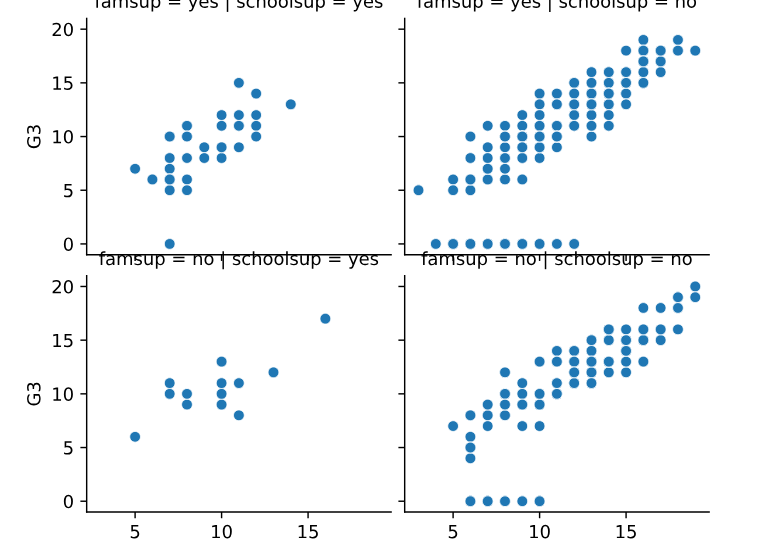 famsup = yes | schoolsup = yes
famsup = yes | schoolsup = no
20
15
10
5
0
G3
famsup = no | schoolsup = yes
famsup = no | schoolsup = no
20
15
10
5
0
G3
5 10 15
5 10 15